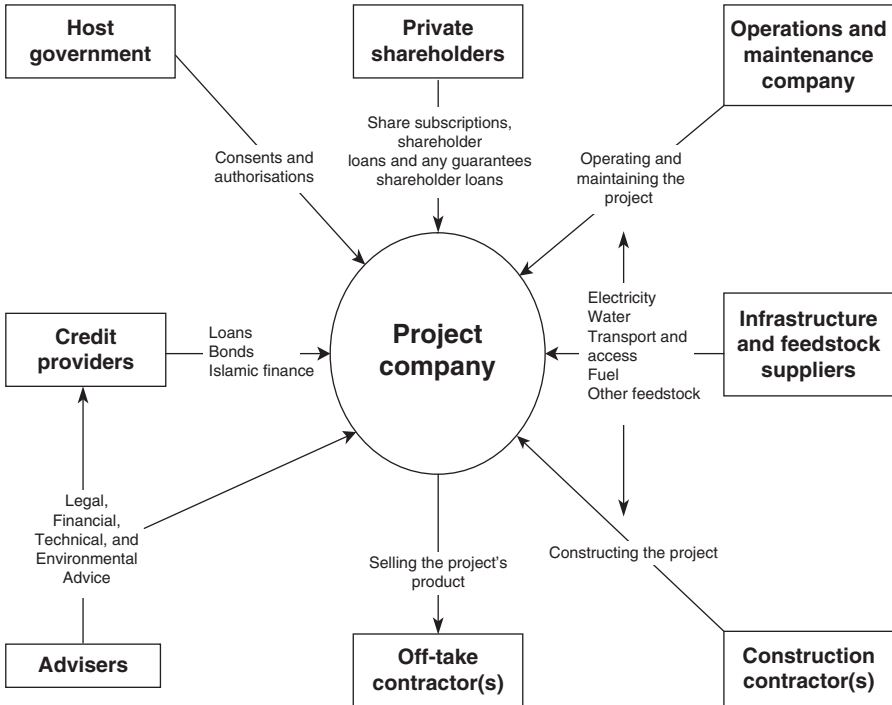 Host
government
Private
shareholders
Operations and
maintenance
company
Share subscriptions,
shareholder
loans and any guarantees
shareholder loans
Consents and
authorisations
Operating and
maintaining the
project
Credit
providers
Loans
Bonds
Islamic finance
Project
company
Electricity
Water
Transport and
access
Fuel
Other feedstock
Infrastructure
and feedstock
suppliers
Legal,
Financial,
Technical, and
Environmental
Advice
Selling the project's
product
Constructing the project
Advisers
Off-take
contractor(s)
Construction
contractor(s)